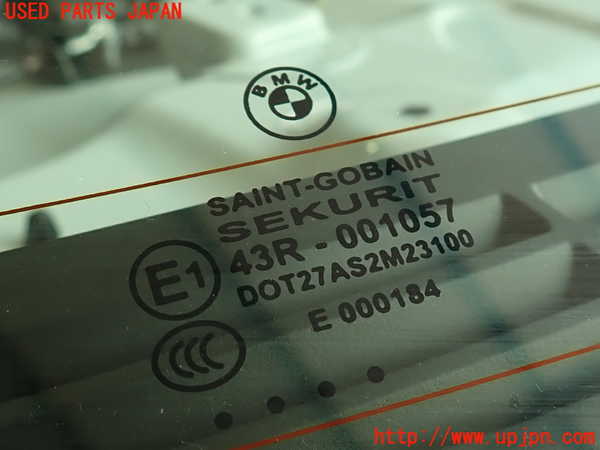 USED PARTS JAPAN
BMW
SAINT-GOBAIN
SEKURIT
E1
43R - 001057
DOT27AS2M23100
E 000184
CCC
http://www.upjpn.com/